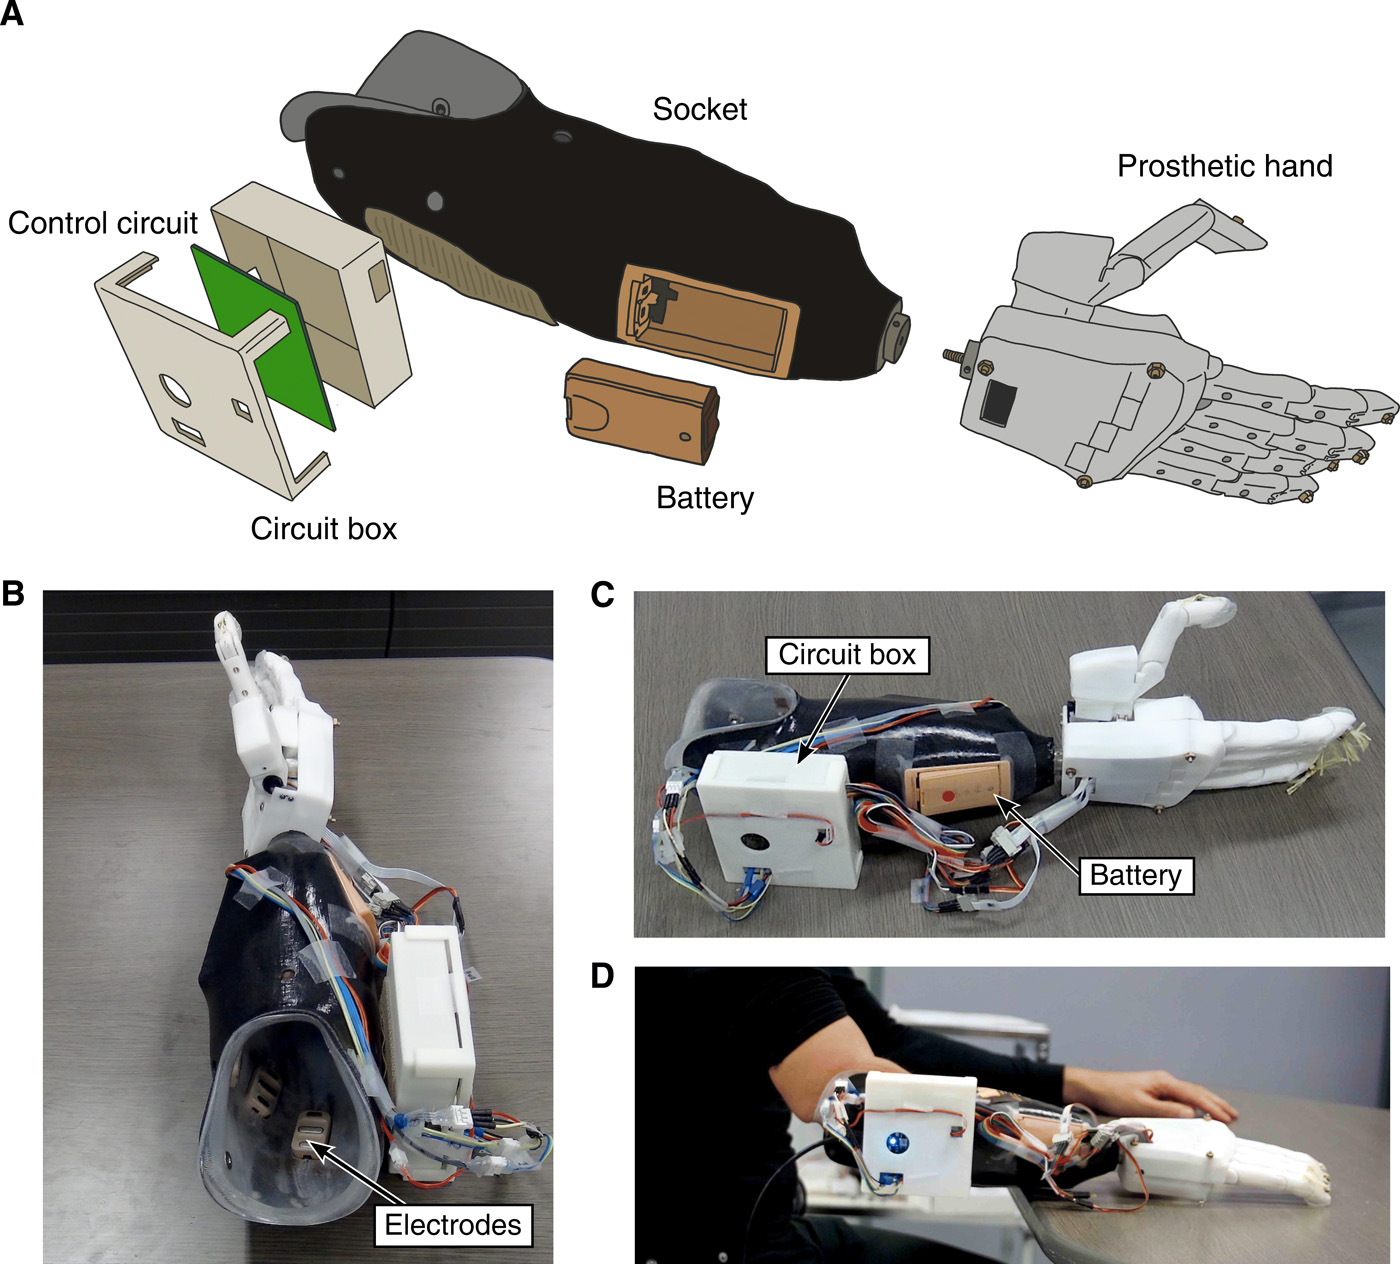 A
Socket
Prosthetic hand
Control circuit
Battery
Circuit box
B
C
Circuit box
Battery
D
Electrodes